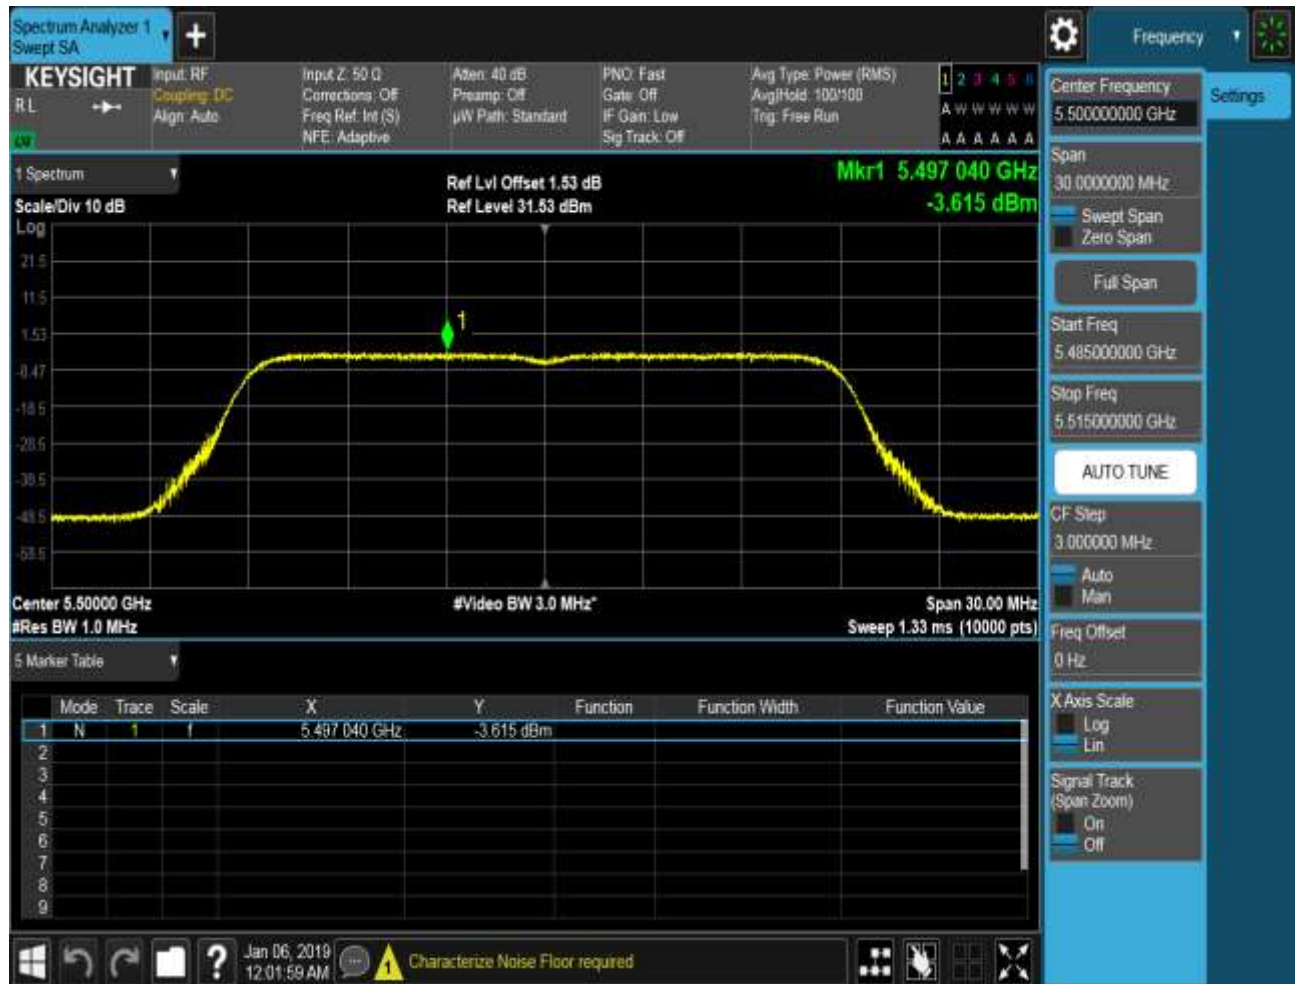 Spectrum Analyzer 1
Swept SA
Frequency
KEYSIGHT
RL
Input: RF
Coupling: DC
Align: Auto
Input Z: 50 Ω
Corrections: Off
Freq Ref: Int (S)
NFE: Adaptive
Atten: 40 dB
Preamp: Off
µW Path: Standard
PNO: Fast
Gate: Off
IF Gain: Low
Sig Track: Off
Avg Type: Power (RMS)
Avg|Hold: 100/100
Trig: Free Run
1 2 3 4 5 6
A W W W W W
A A A A A A
1 Spectrum
Scale/Div 10 dB
Ref Lvl Offset 1.53 dB
Ref Level 31.53 dBm
Mkr1 5.497 040 GHz
-3.615 dBm
Log
21.5
11.5
1.53
-8.47
-18.5
-28.5
-38.5
-48.5
-58.5
1
Center 5.50000 GHz
#Res BW 1.0 MHz
#Video BW 3.0 MHz*
Span 30.00 MHz
Sweep 1.33 ms (10000 pts)
5 Marker Table
Mode Trace Scale X Y Function Function Width Function Value
1 N 1 f 5.497 040 GHz -3.615 dBm
2
3
4
5
6
7
8
9
Center Frequency
5.500000000 GHz
Settings
Span
30.0000000 MHz
Swept Span
Zero Span
Full Span
Start Freq
5.485000000 GHz
Stop Freq
5.515000000 GHz
AUTO TUNE
CF Step
3.000000 MHz
Auto
Man
Freq Offset
0 Hz
X Axis Scale
Log
Lin
Signal Track
(Span Zoom)
On
Off
?
Jan 06, 2019
12:01:59 AM
1
Characterize Noise Floor required